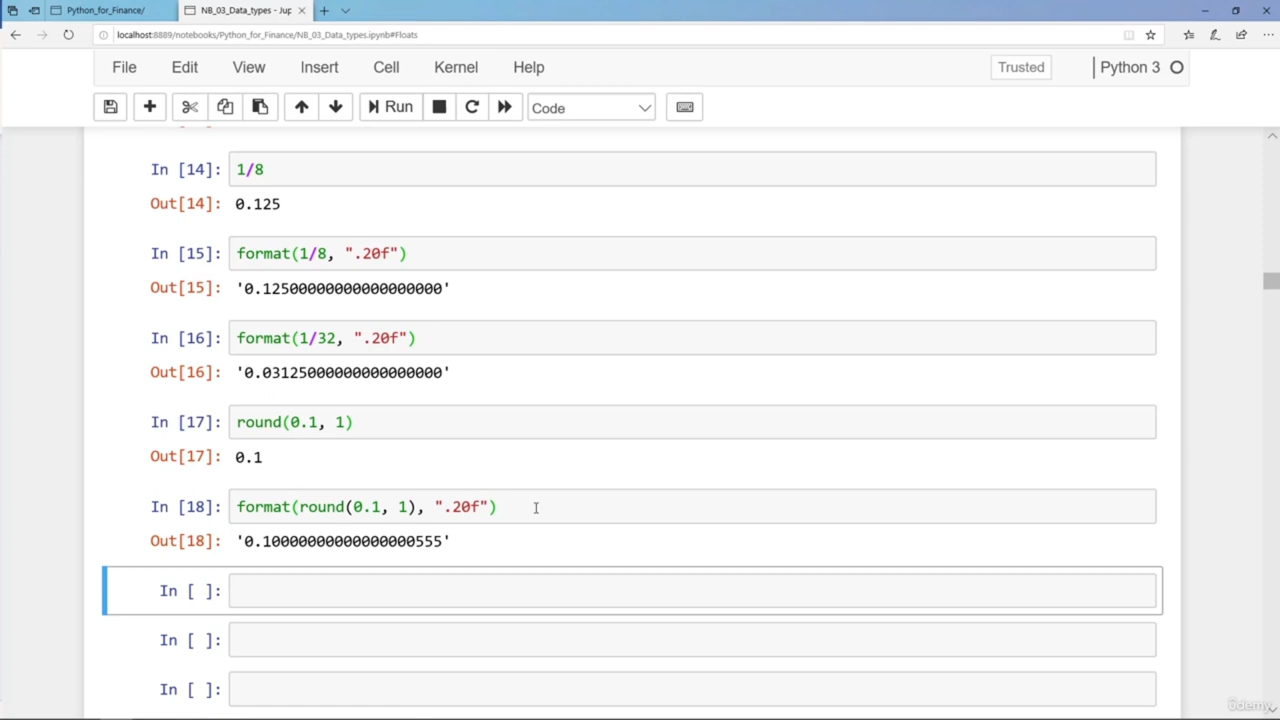 Python_for_Finance/
NB_03_Data_types - Jup
localhost:8889/notebooks/Python_for_Finance/NB_03_Data_types.ipynb#Floats
File Edit View Insert Cell Kernel Help Trusted Python 3
Run Code
In [14]: 1/8
Out[14]: 0.125
In [15]: format(1/8, ".20f")
Out[15]: '0.12500000000000000000'
In [16]: format(1/32, ".20f")
Out[16]: '0.03125000000000000000'
In [17]: round(0.1, 1)
Out[17]: 0.1
In [18]: format(round(0.1, 1), ".20f")
Out[18]: '0.10000000000000000555'
In [ ]:
In [ ]:
In [ ]:
ûdemy